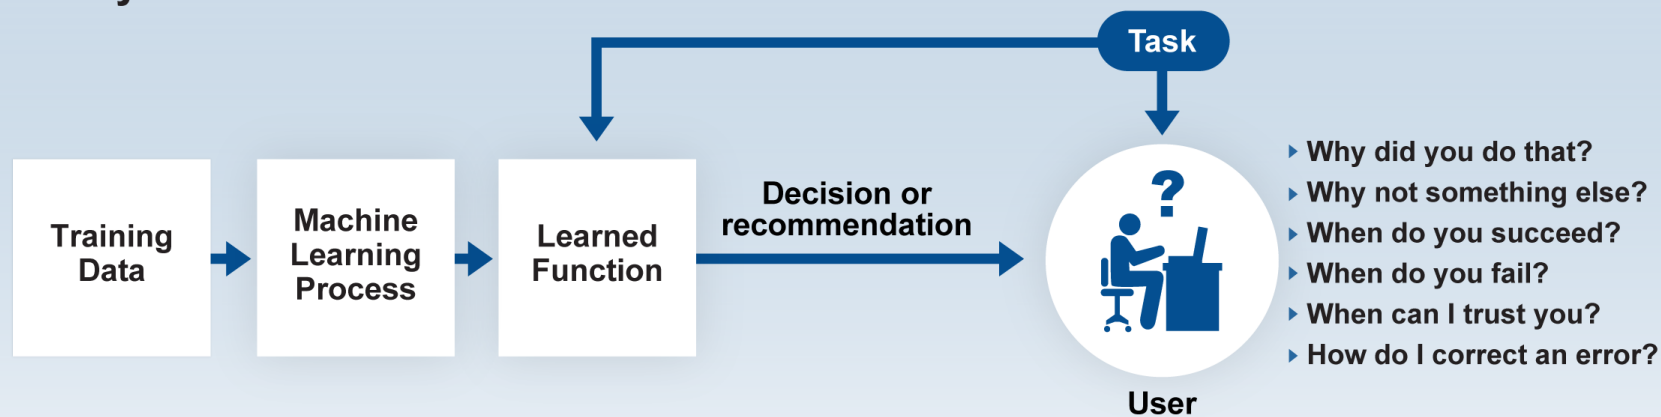 Task
Training
Data
Machine
Learning
Process
Learned
Function
Decision or
recommendation
?
User
Why did you do that?
Why not something else?
When do you succeed?
When do you fail?
When can I trust you?
How do I correct an error?